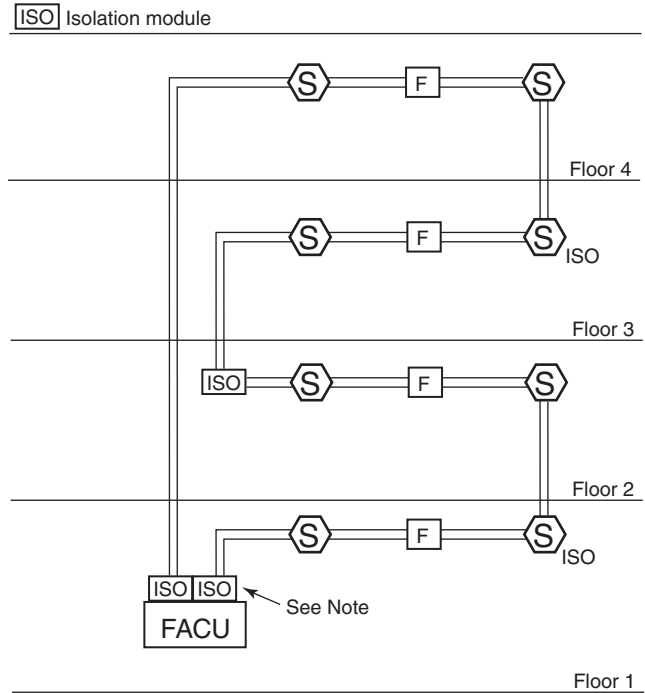 ISO Isolation module
S F S
Floor 4
S F S ISO
Floor 3
ISO S F S
Floor 2
S F S ISO
ISO ISO
See Note
FACU
Floor 1